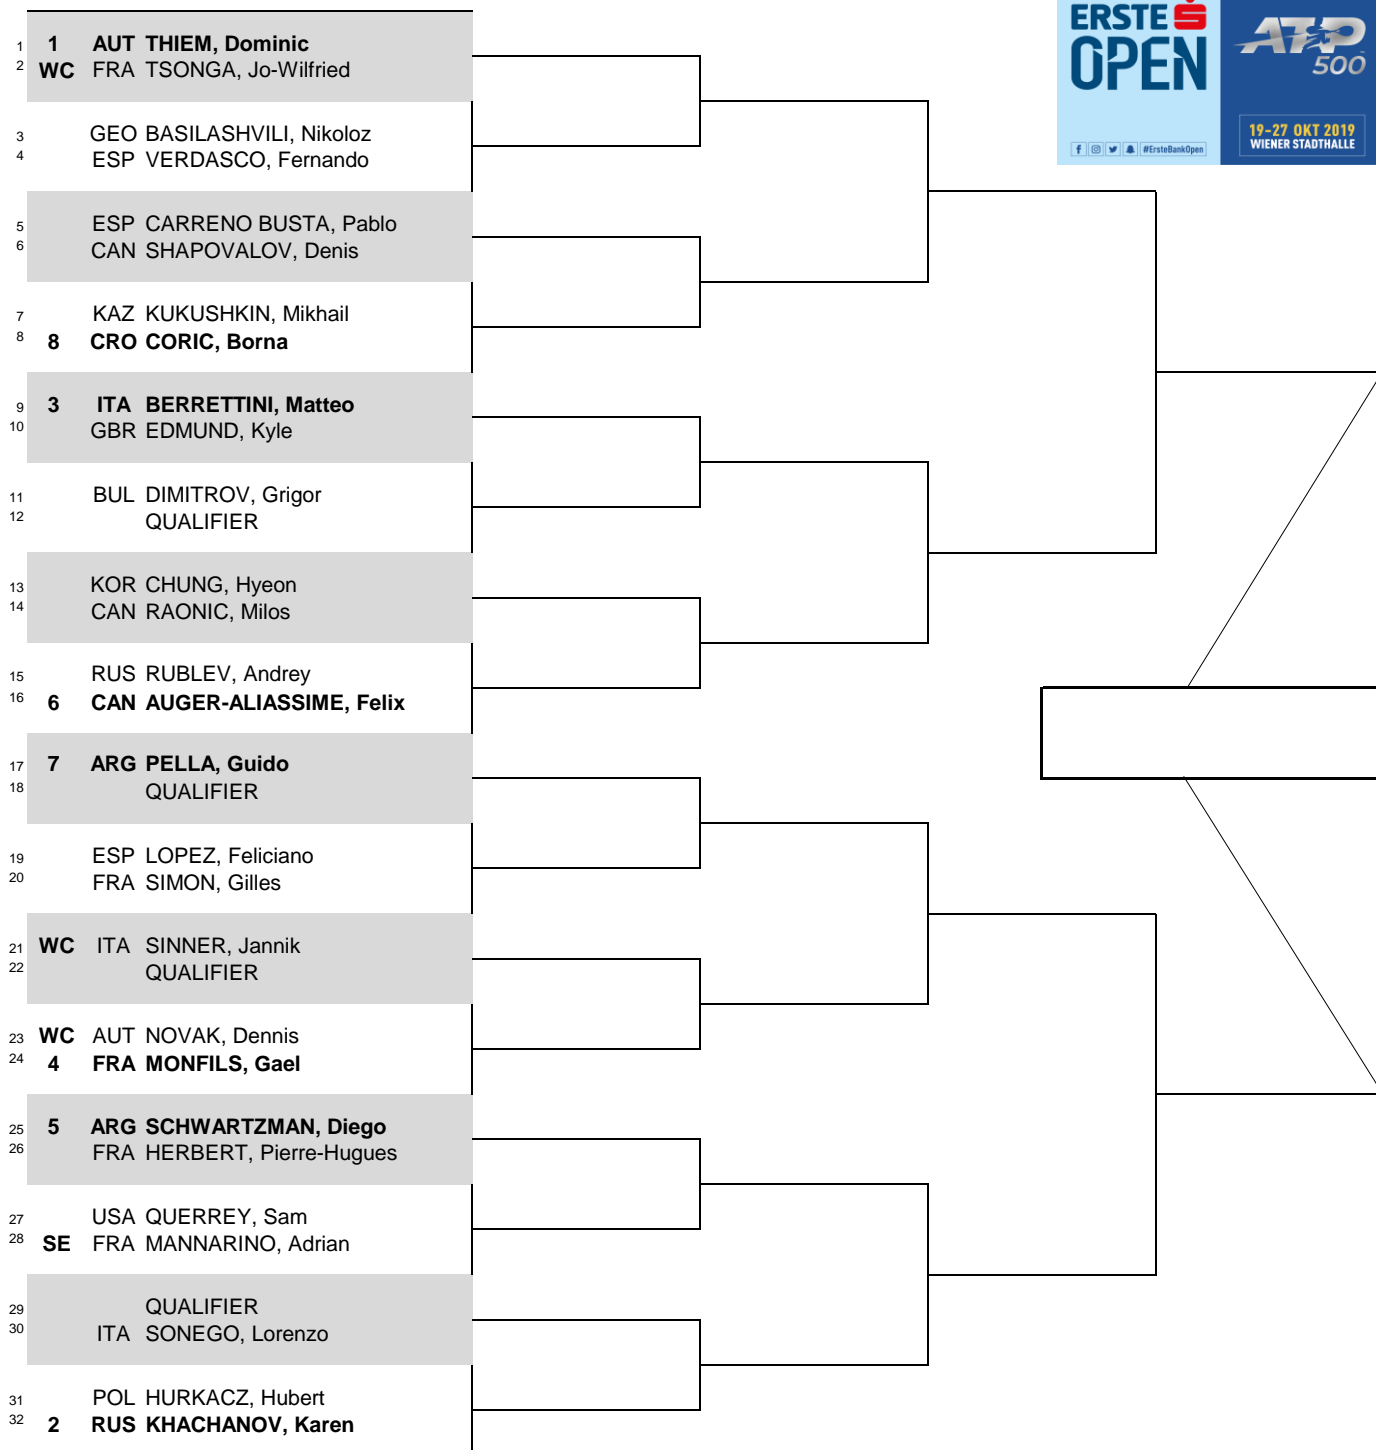 ERSTE
OPEN
ATP
500
f #ErsteBankOpen
19-27 OKT 2019
WIENER STADTHALLE
1 1 AUT THIEM, Dominic
2 WC FRA TSONGA, Jo-Wilfried
3 GEO BASILASHVILI, Nikoloz
4 ESP VERDASCO, Fernando
5 ESP CARRENO BUSTA, Pablo
6 CAN SHAPOVALOV, Denis
7 KAZ KUKUSHKIN, Mikhail
8 8 CRO CORIC, Borna
9 3 ITA BERRETTINI, Matteo
10 GBR EDMUND, Kyle
11 BUL DIMITROV, Grigor
12 QUALIFIER
13 KOR CHUNG, Hyeon
14 CAN RAONIC, Milos
15 RUS RUBLEV, Andrey
16 6 CAN AUGER-ALIASSIME, Felix
17 7 ARG PELLA, Guido
18 QUALIFIER
19 ESP LOPEZ, Feliciano
20 FRA SIMON, Gilles
21 WC ITA SINNER, Jannik
22 QUALIFIER
23 WC AUT NOVAK, Dennis
24 4 FRA MONFILS, Gael
25 5 ARG SCHWARTZMAN, Diego
26 FRA HERBERT, Pierre-Hugues
27 USA QUERREY, Sam
28 SE FRA MANNARINO, Adrian
29 QUALIFIER
30 ITA SONEGO, Lorenzo
31 POL HURKACZ, Hubert
32 2 RUS KHACHANOV, Karen